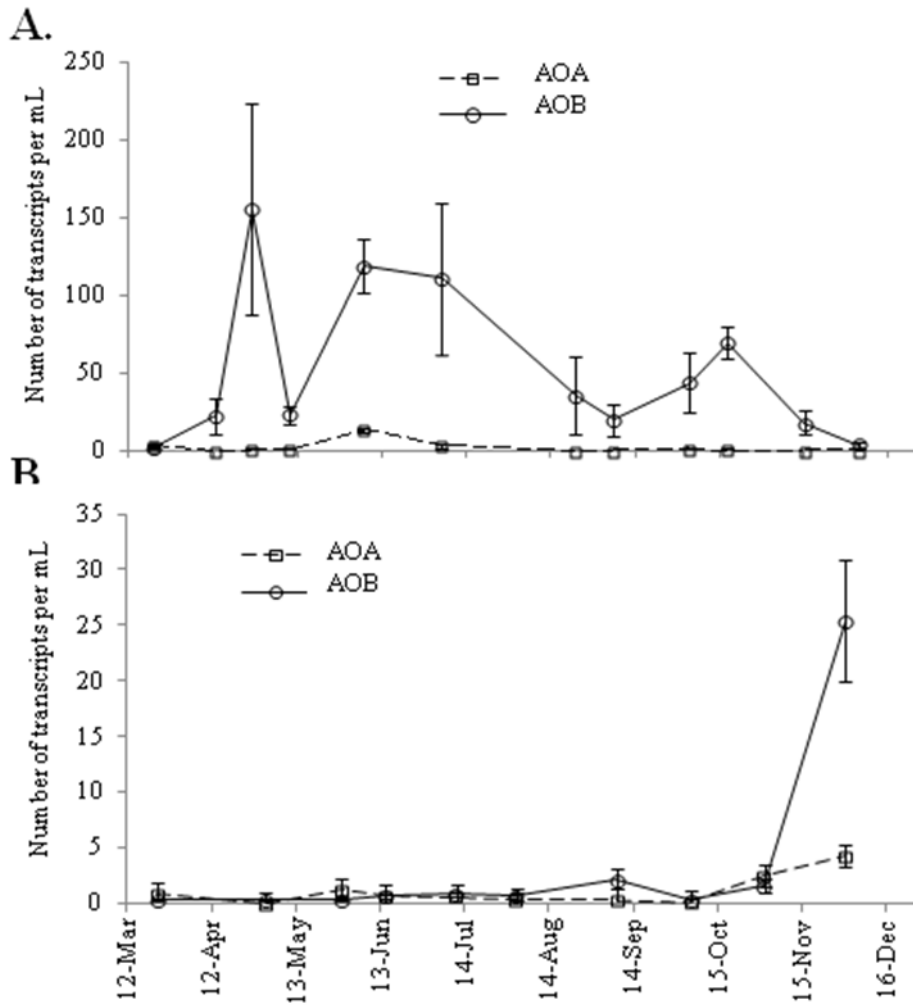 A.
Number of transcripts per mL
250
200
150
100
50
0
AOA
AOB
B
Number of transcripts per mL
35
30
25
20
15
10
5
0
AOA
AOB
12-Mar
12-Apr
13-May
13-Jun
14-Jul
14-Aug
14-Sep
15-Oct
15-Nov
16-Dec